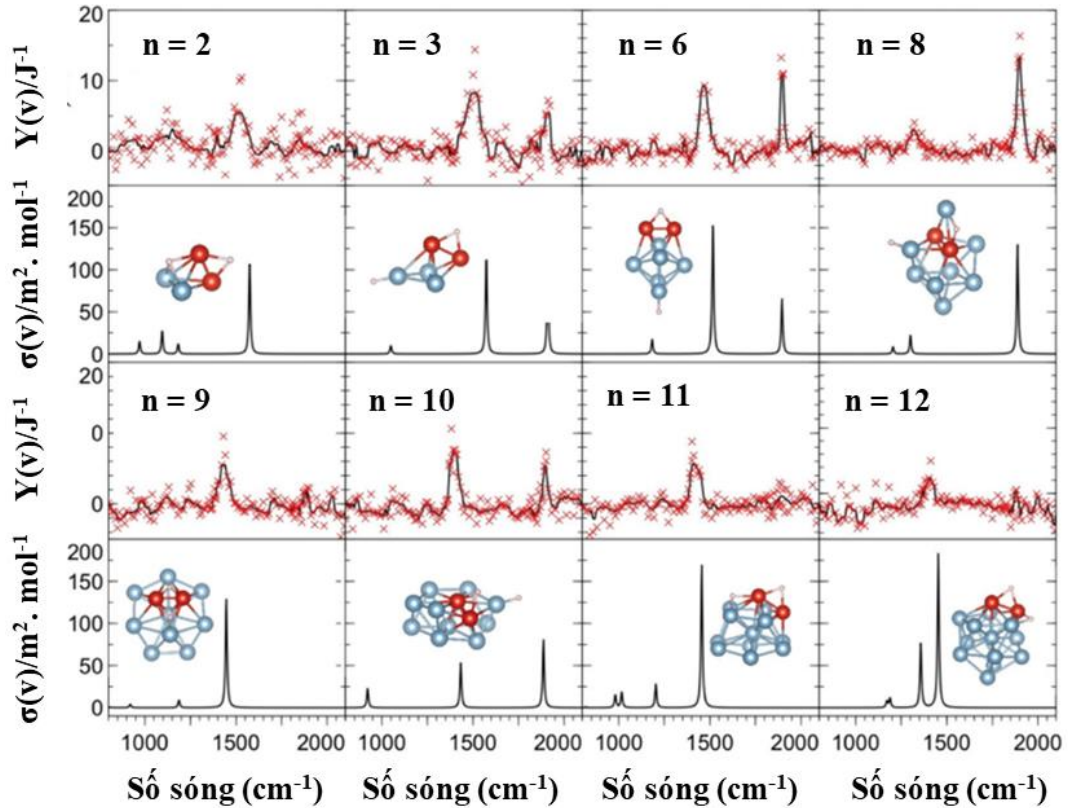 20
10
0
Y(ν)/J⁻¹
n = 2
n = 3
n = 6
n = 8
200
150
100
50
0
σ(ν)/m². mol⁻¹
20
0
0
Y(ν)/J⁻¹
n = 9
n = 10
n = 11
n = 12
200
150
100
50
0
σ(ν)/m². mol⁻¹
1000 1500 2000 1000 1500 2000 1000 1500 2000 1000 1500 2000
Số sóng (cm⁻¹) Số sóng (cm⁻¹) Số sóng (cm⁻¹) Số sóng (cm⁻¹)